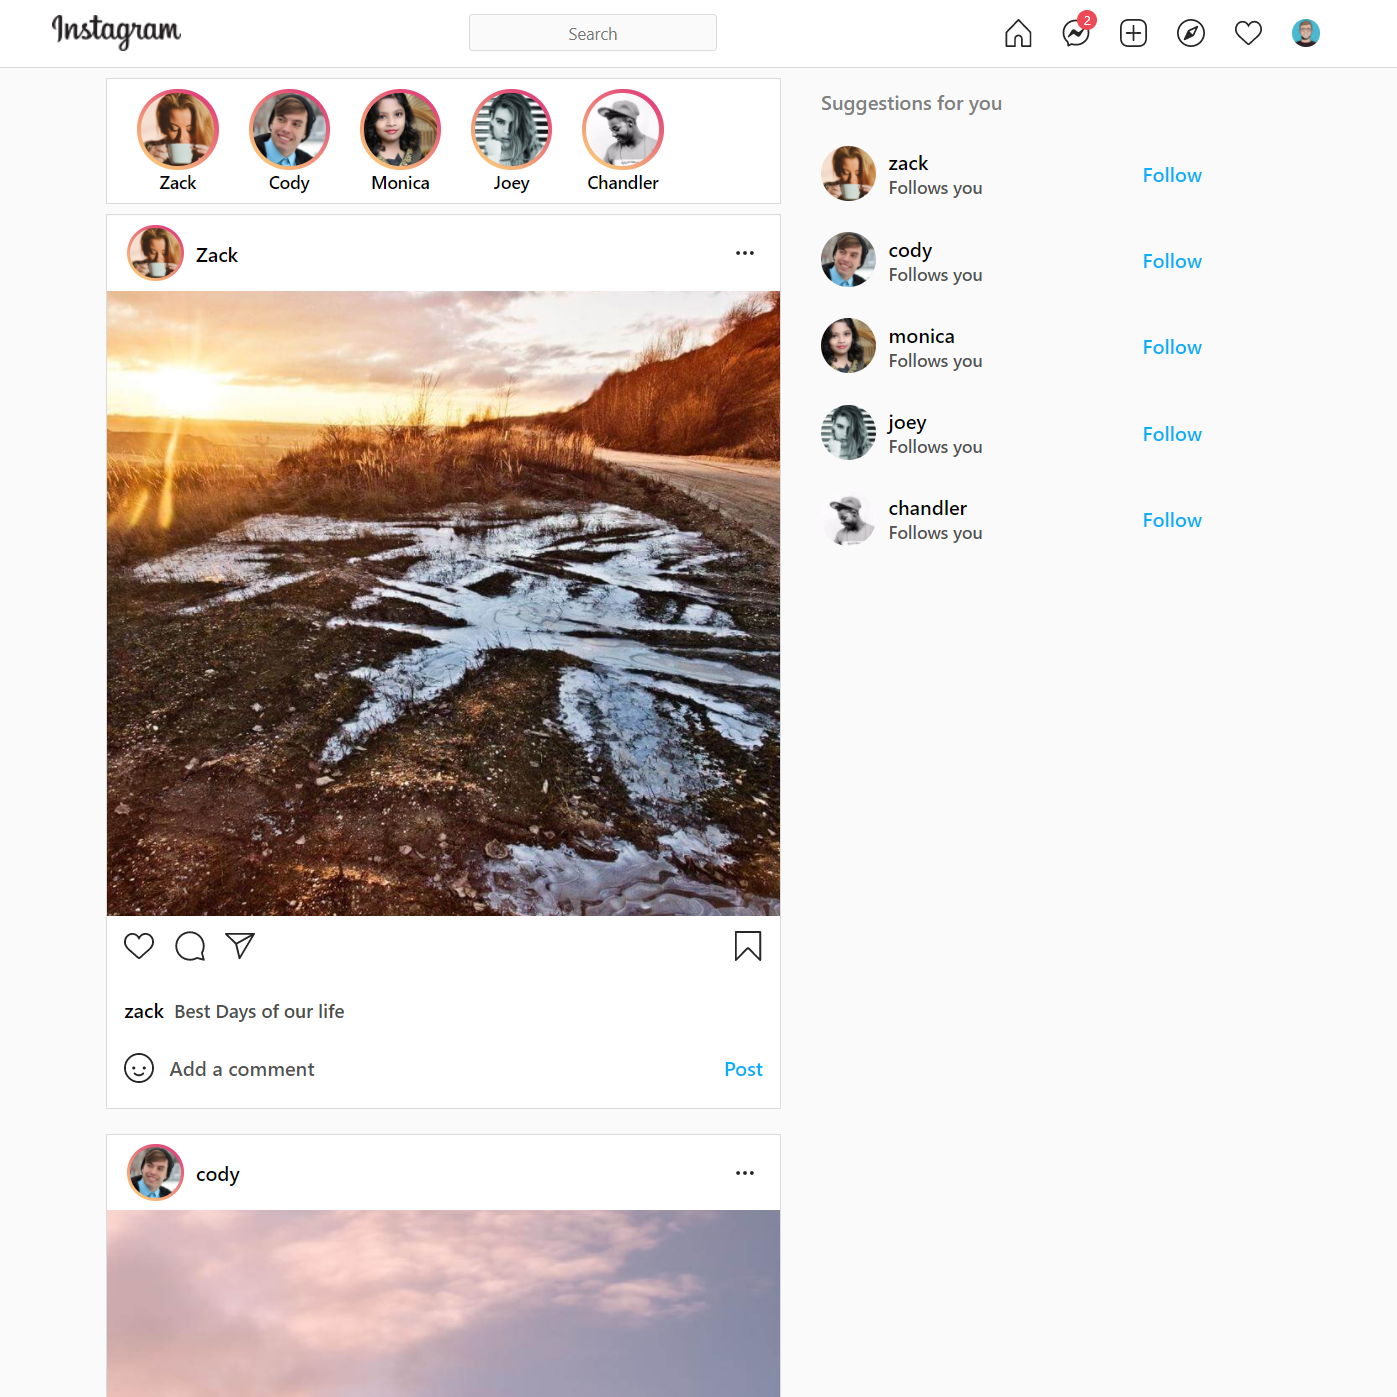 Instagram
Search
2
Zack
Cody
Monica
Joey
Chandler
Zack
zack Best Days of our life
Add a comment
Post
cody
Suggestions for you
zack
Follows you
Follow
cody
Follows you
Follow
monica
Follows you
Follow
joey
Follows you
Follow
chandler
Follows you
Follow